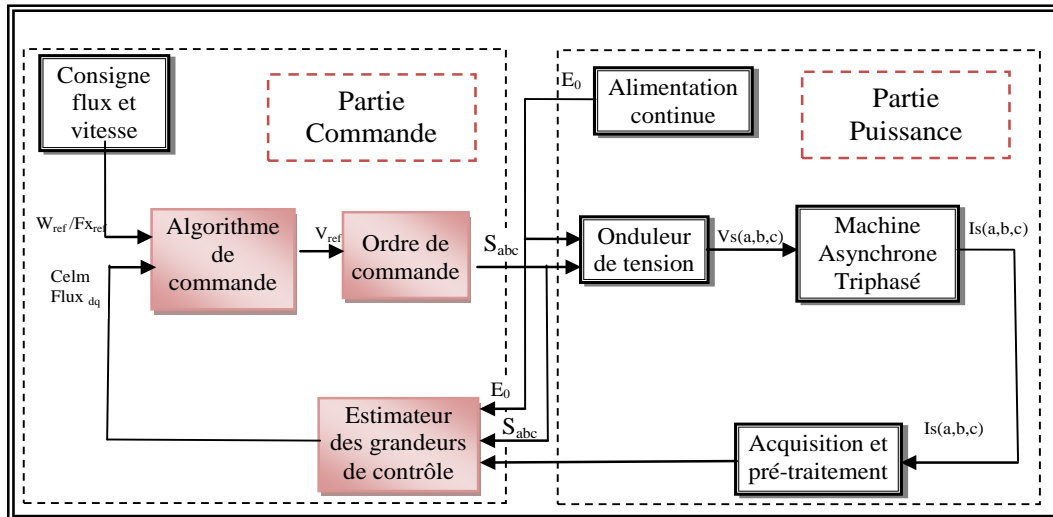 Consigne
flux et
vitesse
Partie
Commande
E0
Alimentation
continue
Partie
Puissance
Wref /Fxref
Algorithme
de
commande
Vref
Ordre de
commande
Sabc
Onduleur
de tension
Vs(a,b,c)
Machine
Asynchrone
Triphasé
Is(a,b,c)
Celm
Flux dq
E0
Sabc
Estimateur
des grandeurs
de contrôle
Acquisition et
pré-traitement
Is(a,b,c)